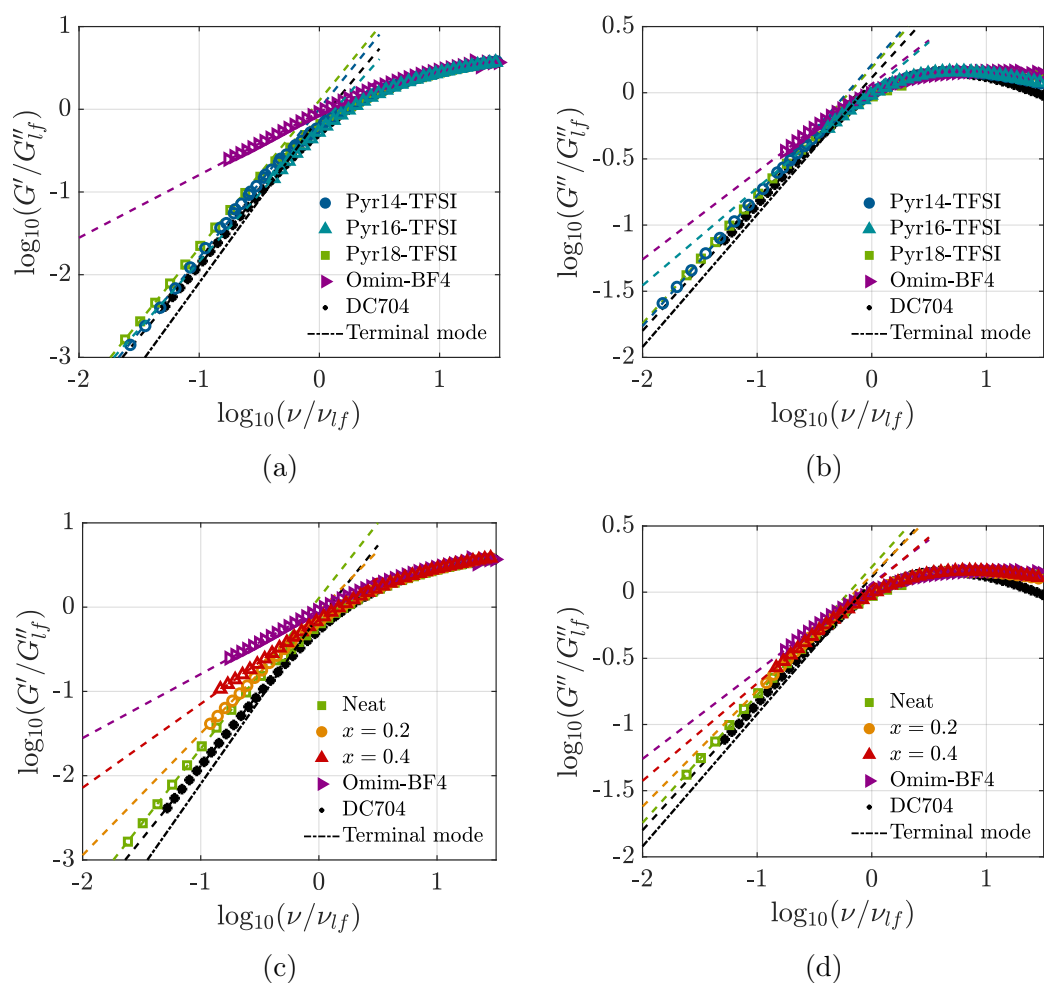 1
0
-1
-2
-3
-2
-1
0
1
log₁₀(G′/G″lf)
log₁₀(ν/νlf)
Pyr14-TFSI
Pyr16-TFSI
Pyr18-TFSI
Omim-BF4
DC704
Terminal mode
(a)
0.5
0
-0.5
-1
-1.5
-2
-2
-1
0
1
log₁₀(G″/G″lf)
log₁₀(ν/νlf)
Pyr14-TFSI
Pyr16-TFSI
Pyr18-TFSI
Omim-BF4
DC704
Terminal mode
(b)
1
0
-1
-2
-3
-2
-1
0
1
log₁₀(G′/G″lf)
log₁₀(ν/νlf)
Neat
x = 0.2
x = 0.4
Omim-BF4
DC704
Terminal mode
(c)
0.5
0
-0.5
-1
-1.5
-2
-2
-1
0
1
log₁₀(G″/G″lf)
log₁₀(ν/νlf)
Neat
x = 0.2
x = 0.4
Omim-BF4
DC704
Terminal mode
(d)